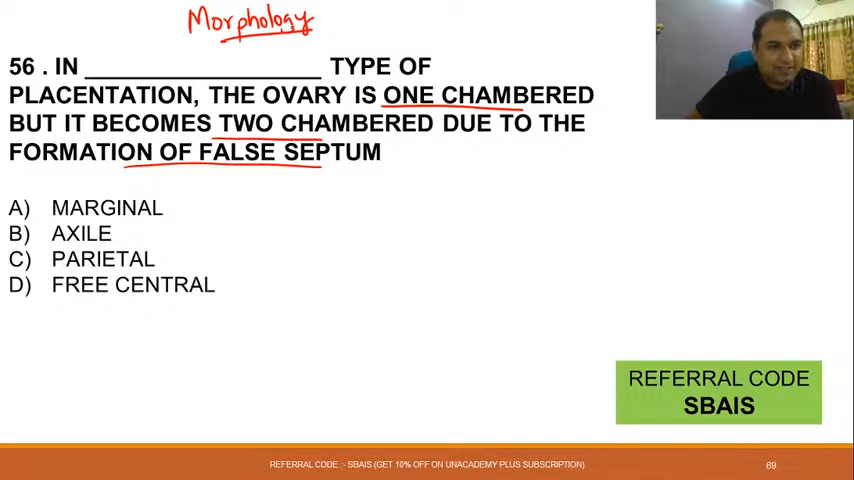 Morphology
56 . IN __________________ TYPE OF
PLACENTATION, THE OVARY IS ONE CHAMBERED
BUT IT BECOMES TWO CHAMBERED DUE TO THE
FORMATION OF FALSE SEPTUM
A) MARGINAL
B) AXILE
C) PARIETAL
D) FREE CENTRAL
REFERRAL CODE
SBAIS
REFERRAL CODE :- SBAIS (GET 10% OFF ON UNACADEMY PLUS SUBSCRIPTION)
69